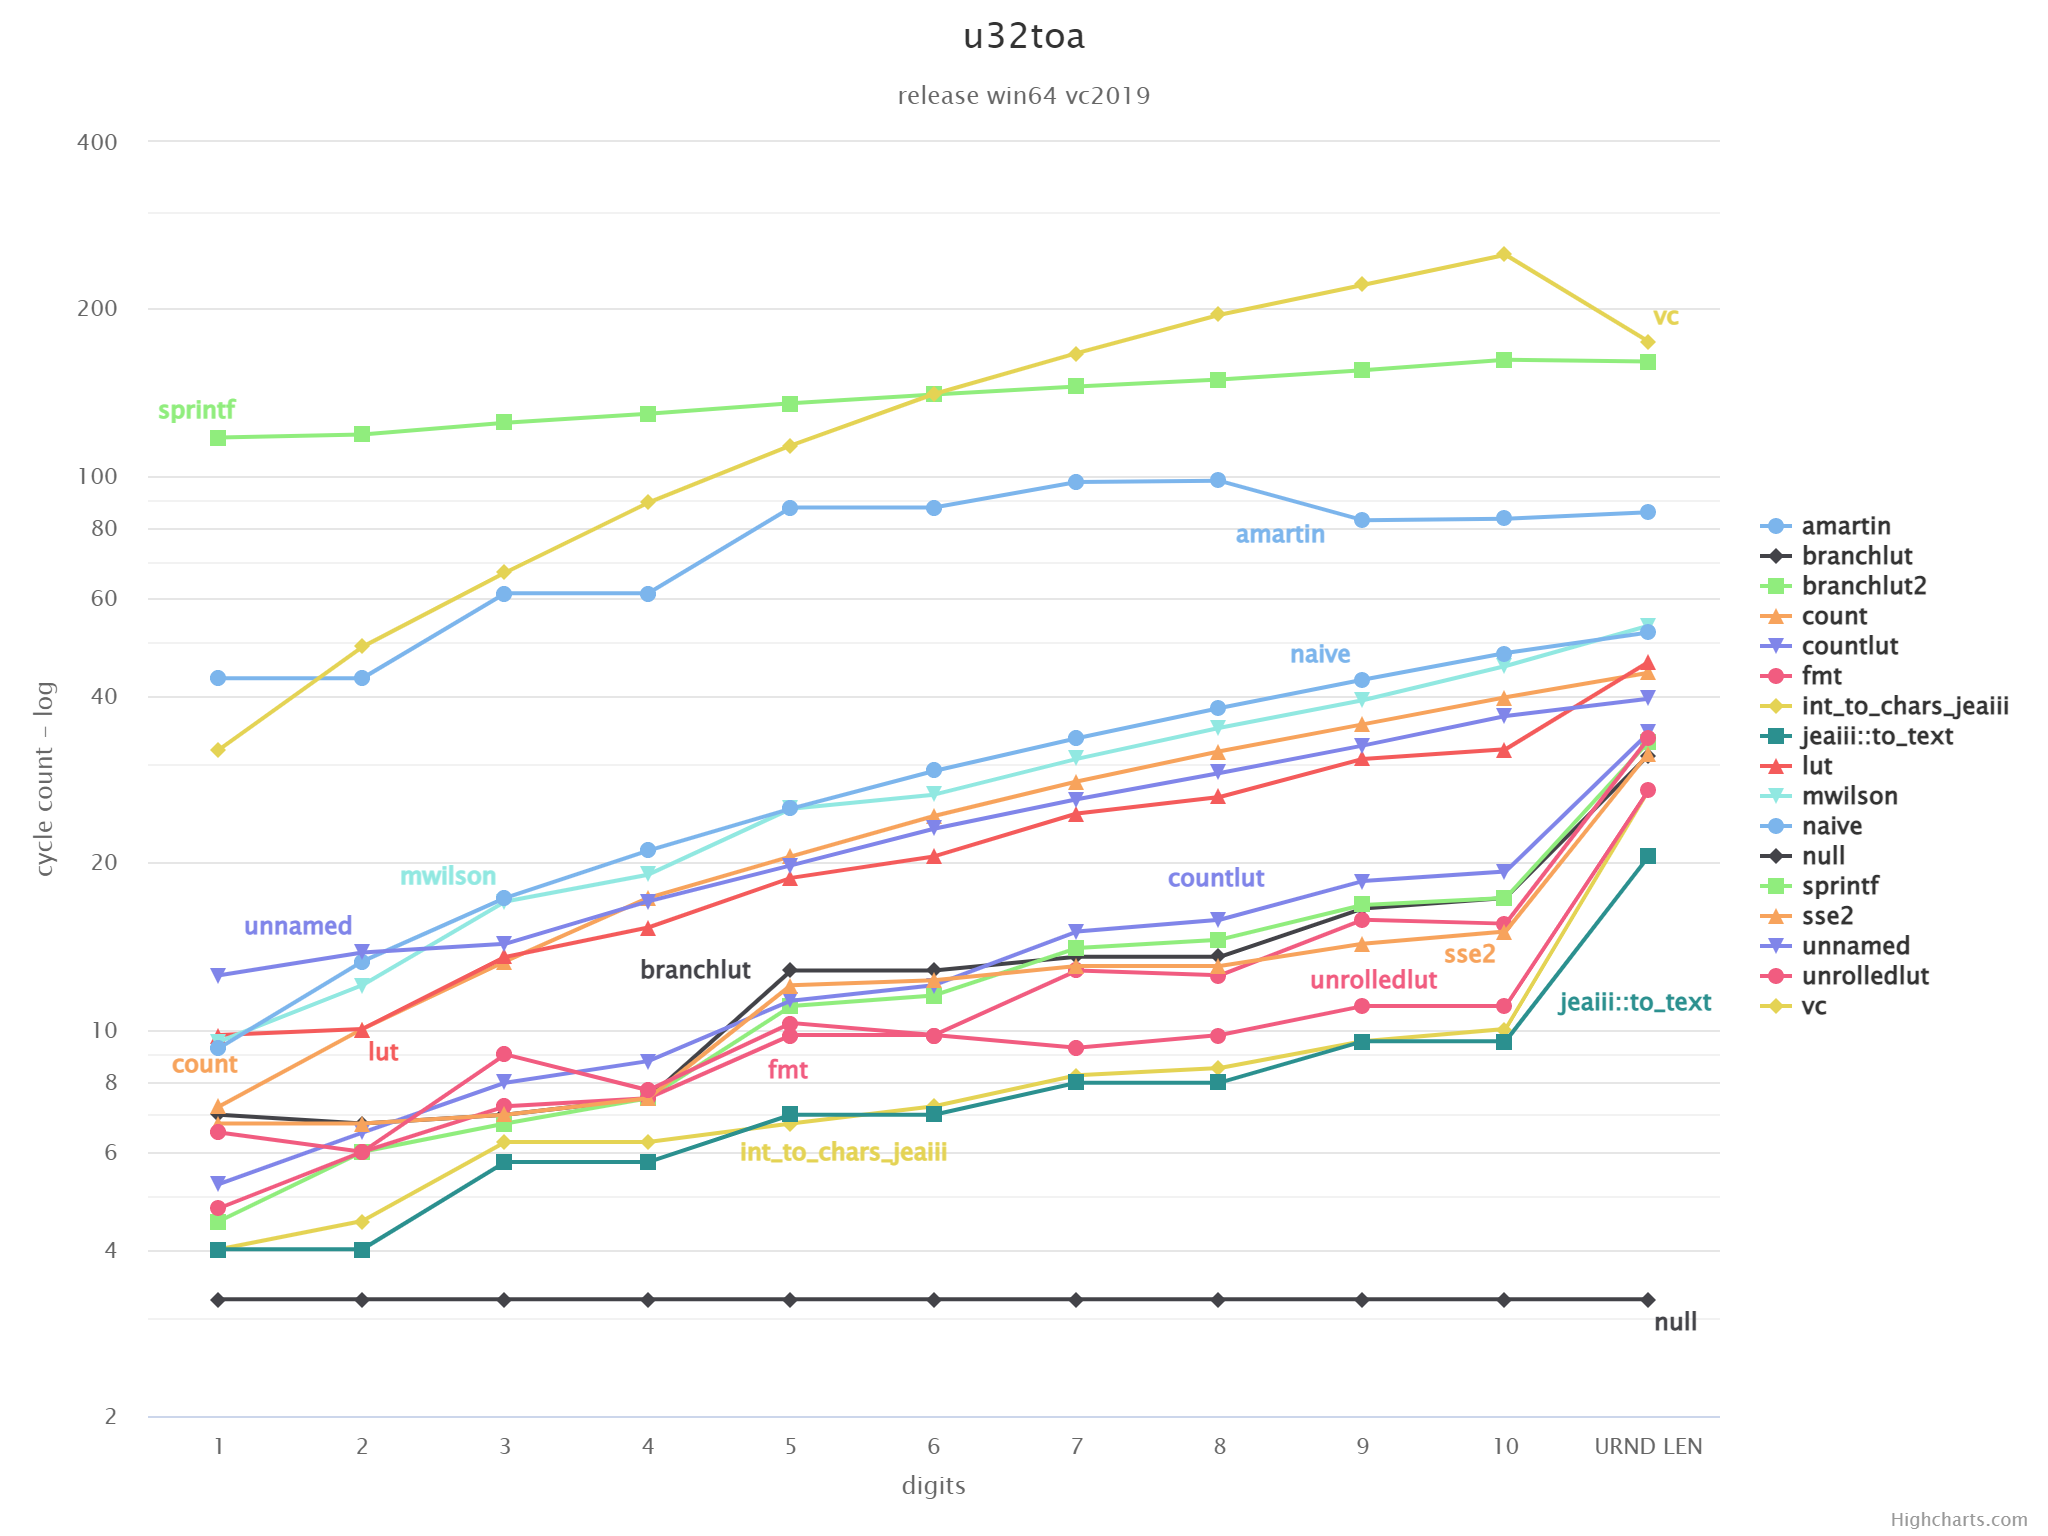 u32toa
release win64 vc2019
400
200
100
80
60
40
20
10
8
6
4
2
cycle count – log
vc
sprintf
amartin
naive
mwilson
countlut
unnamed
branchlut
sse2
unrolledlut
jeaiii::to_text
lut
count
fmt
int_to_chars_jeaiii
null
1 2 3 4 5 6 7 8 9 10 URND LEN
digits
amartin
branchlut
branchlut2
count
countlut
fmt
int_to_chars_jeaiii
jeaiii::to_text
lut
mwilson
naive
null
sprintf
sse2
unnamed
unrolledlut
vc
Highcharts.com